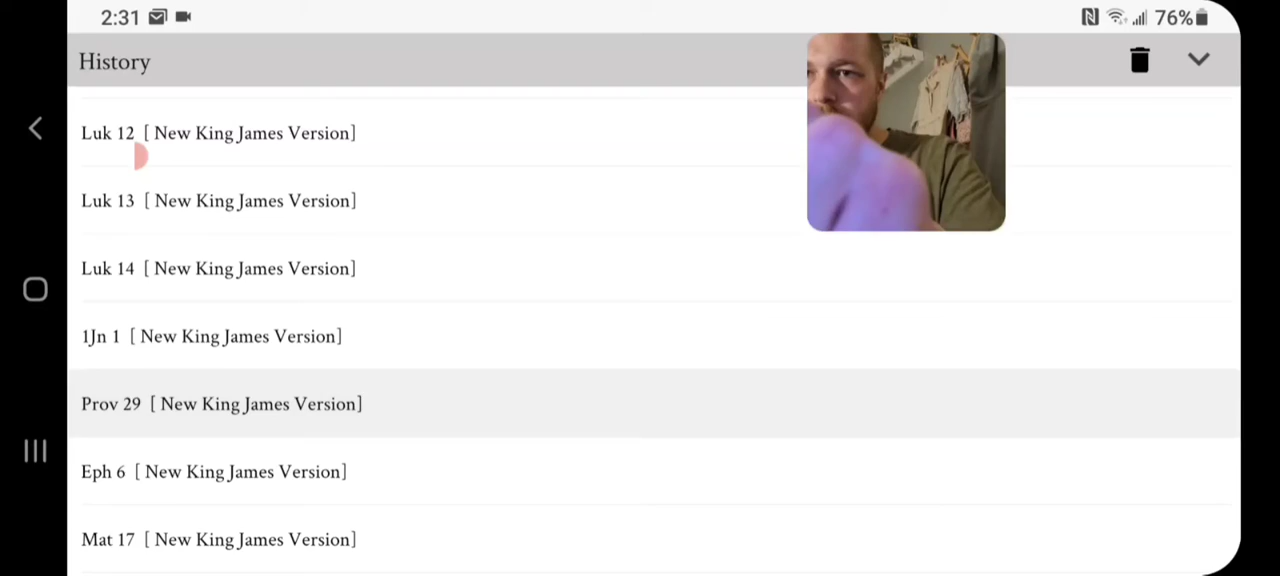 2:31
76%
History
Luk 12 [ New King James Version]
Luk 13 [ New King James Version]
Luk 14 [ New King James Version]
1Jn 1 [ New King James Version]
Prov 29 [ New King James Version]
Eph 6 [ New King James Version]
Mat 17 [ New King James Version]